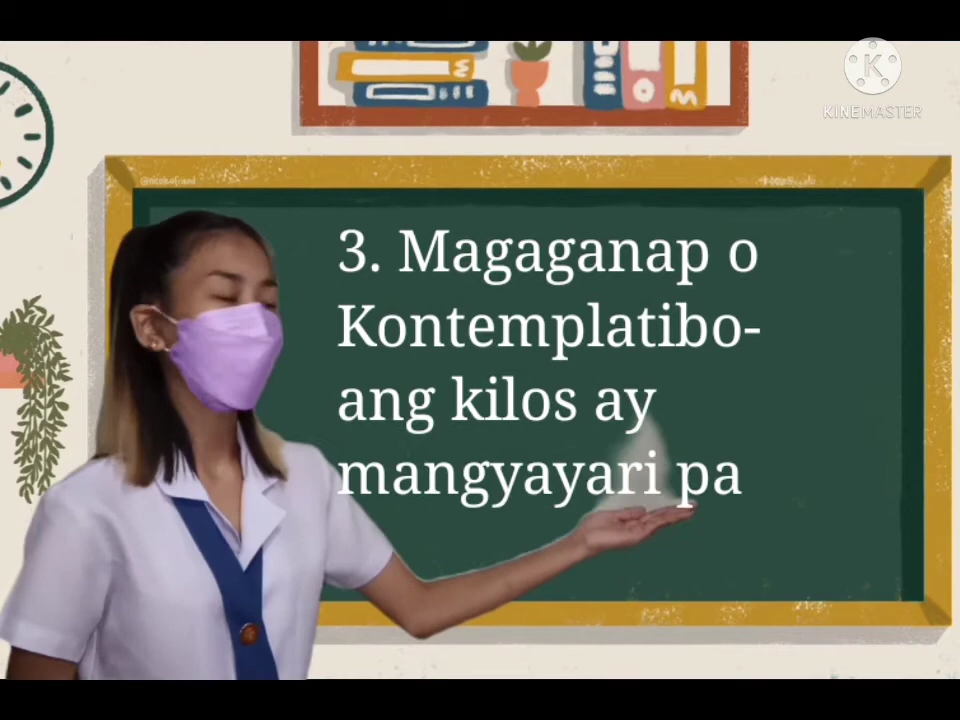 KINEMASTER
3. Magaganap o
Kontemplatibo-
ang kilos ay
mangyayari pa